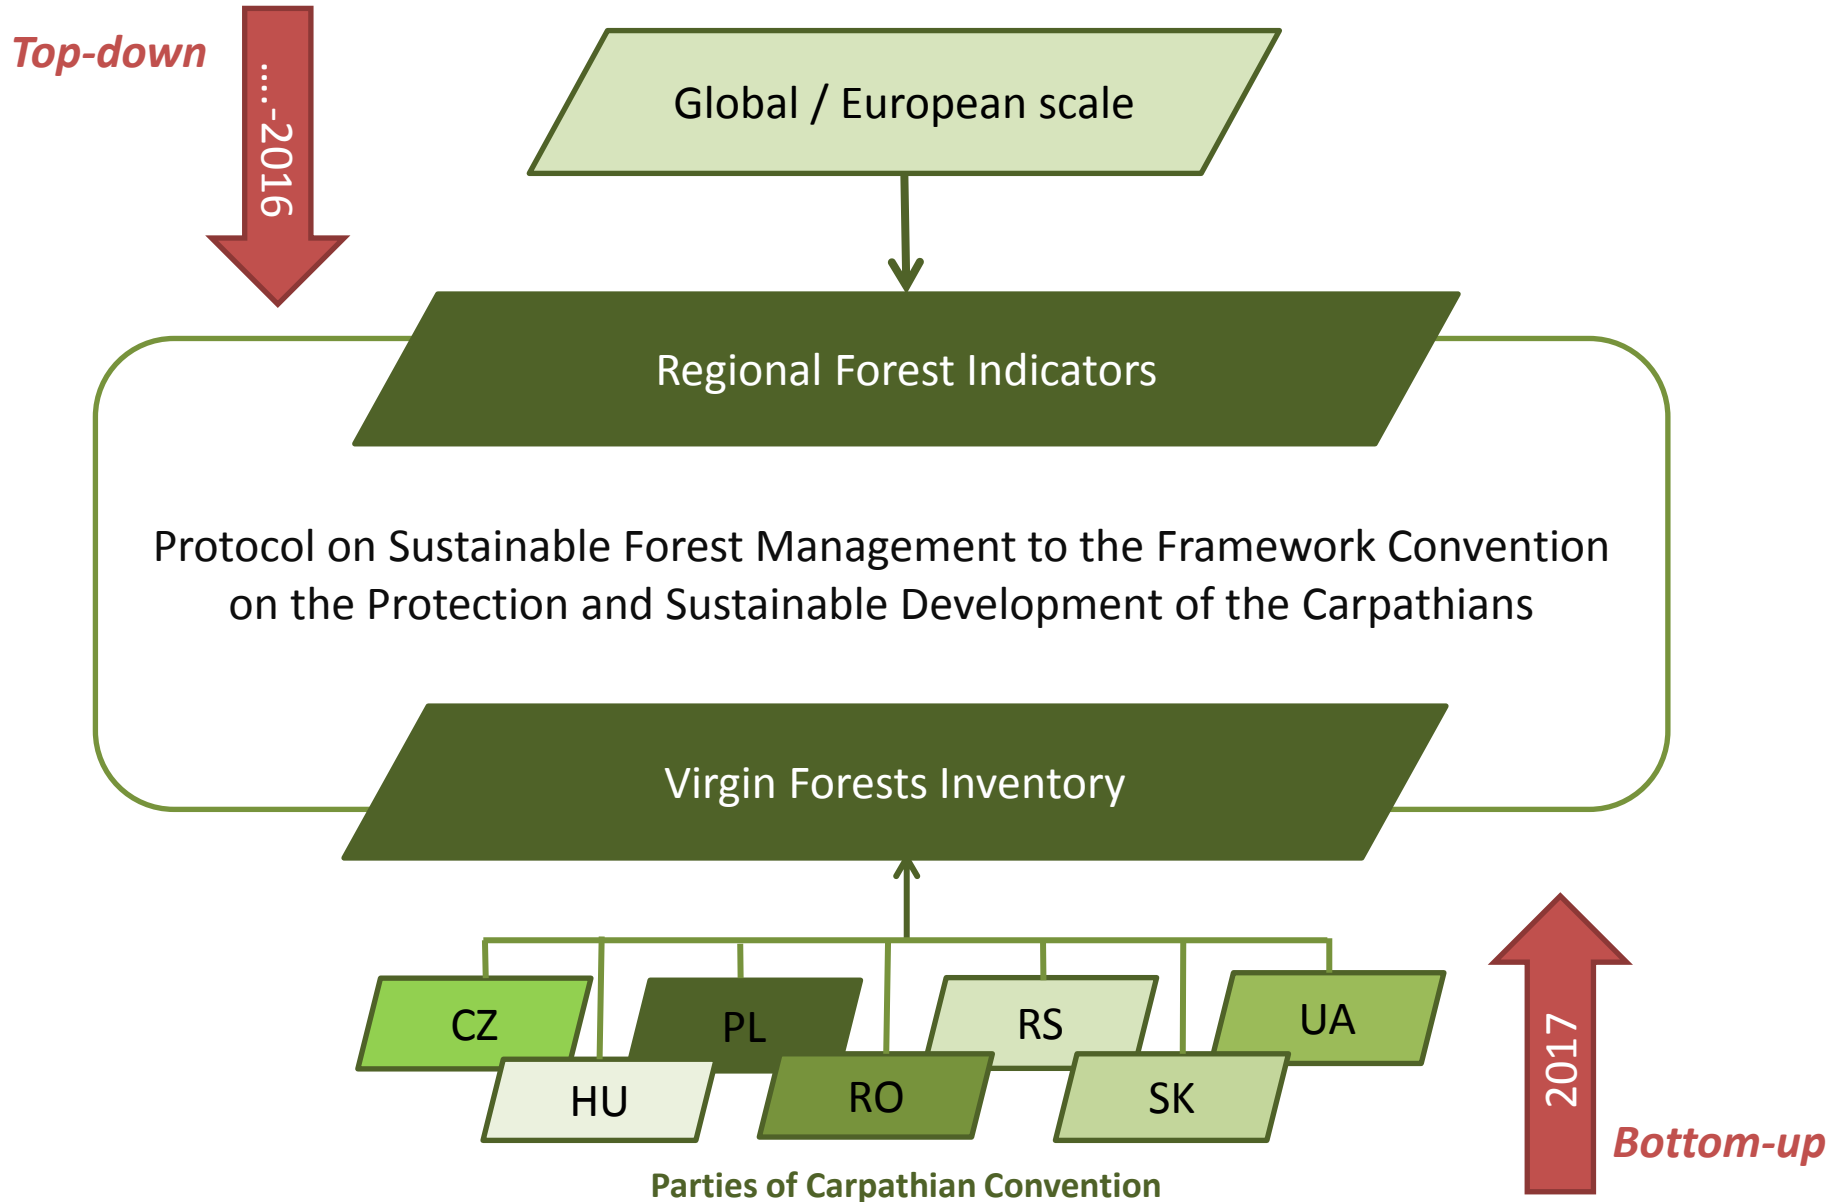 Top-down
....-2016
Global / European scale
Regional Forest Indicators
Protocol on Sustainable Forest Management to the Framework Convention
on the Protection and Sustainable Development of the Carpathians
Virgin Forests Inventory
CZ
PL
RS
UA
HU
RO
SK
2017
Bottom-up
Parties of Carpathian Convention